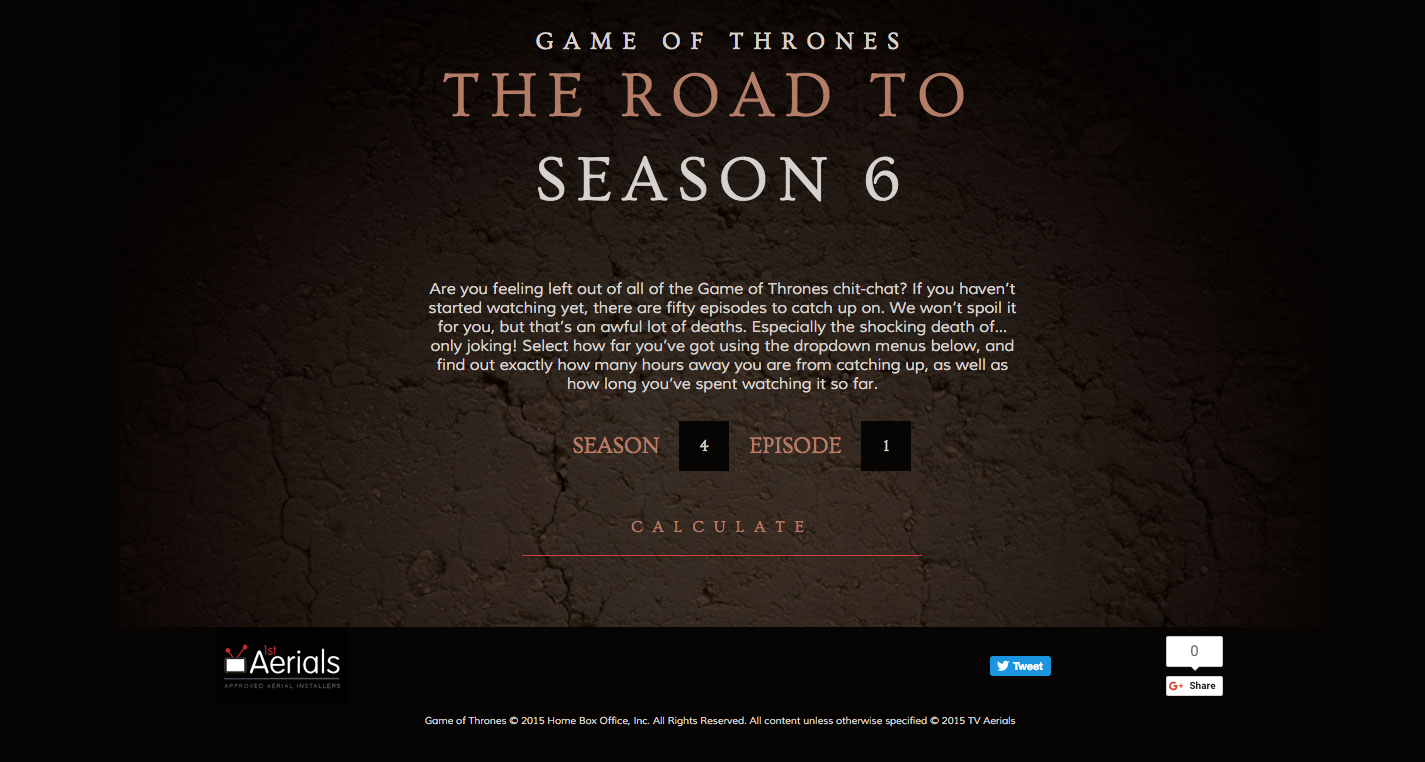 GAME OF THRONES
THE ROAD TO
SEASON 6
Are you feeling left out of all of the Game of Thrones chit-chat? If you haven’t
started watching yet, there are fifty episodes to catch up on. We won’t spoil it
for you, but that’s an awful lot of deaths. Especially the shocking death of...
only joking! Select how far you’ve got using the dropdown menus below, and
find out exactly how many hours away you are from catching up, as well as
how long you’ve spent watching it so far.
SEASON 4 EPISODE 1
CALCULATE
1st
Aerials
APPROVED AERIAL INSTALLERS
Tweet
0
G+ Share
Game of Thrones © 2015 Home Box Office, Inc. All Rights Reserved. All content unless otherwise specified © 2015 TV Aerials